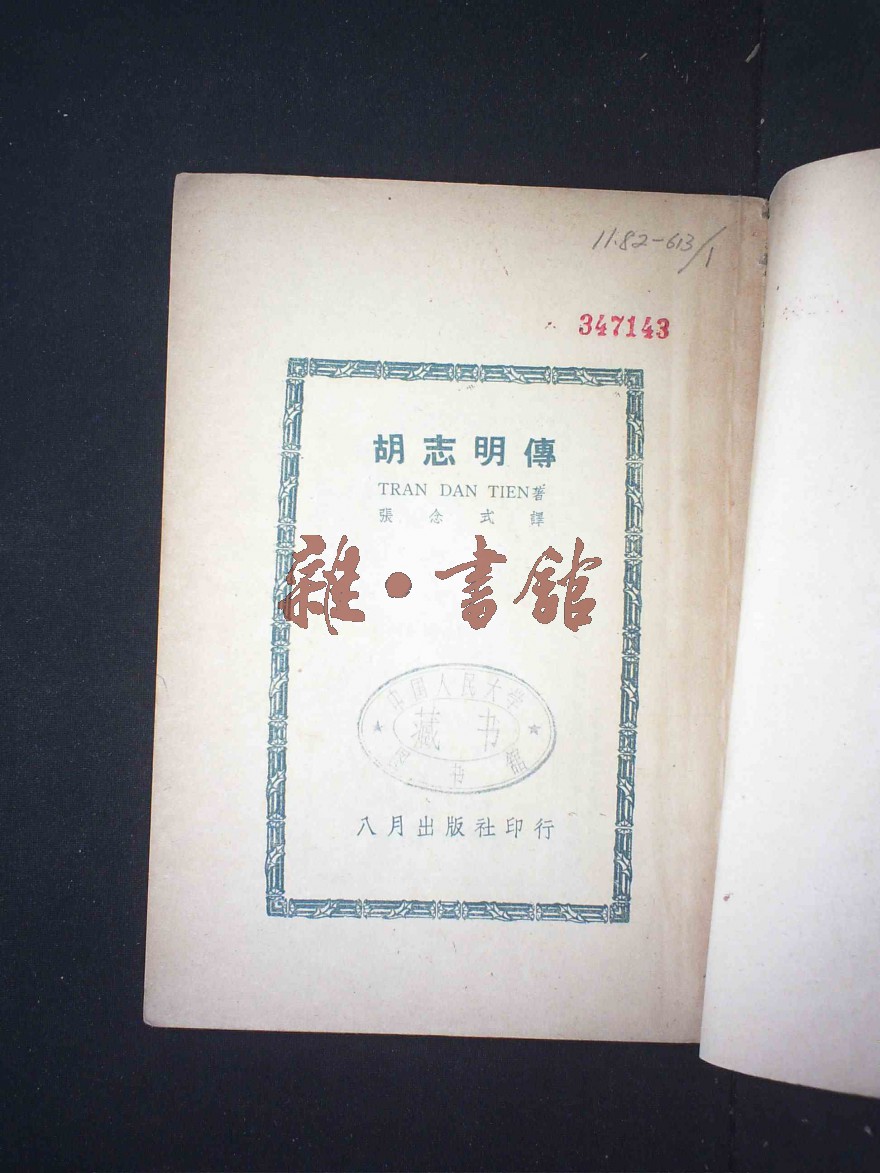 11.82-613/1
347143
胡志明傳
TRAN DAN TIEN著
張念式譯
雜·書館
中国人民大学
藏书
图书馆
八月出版社印行